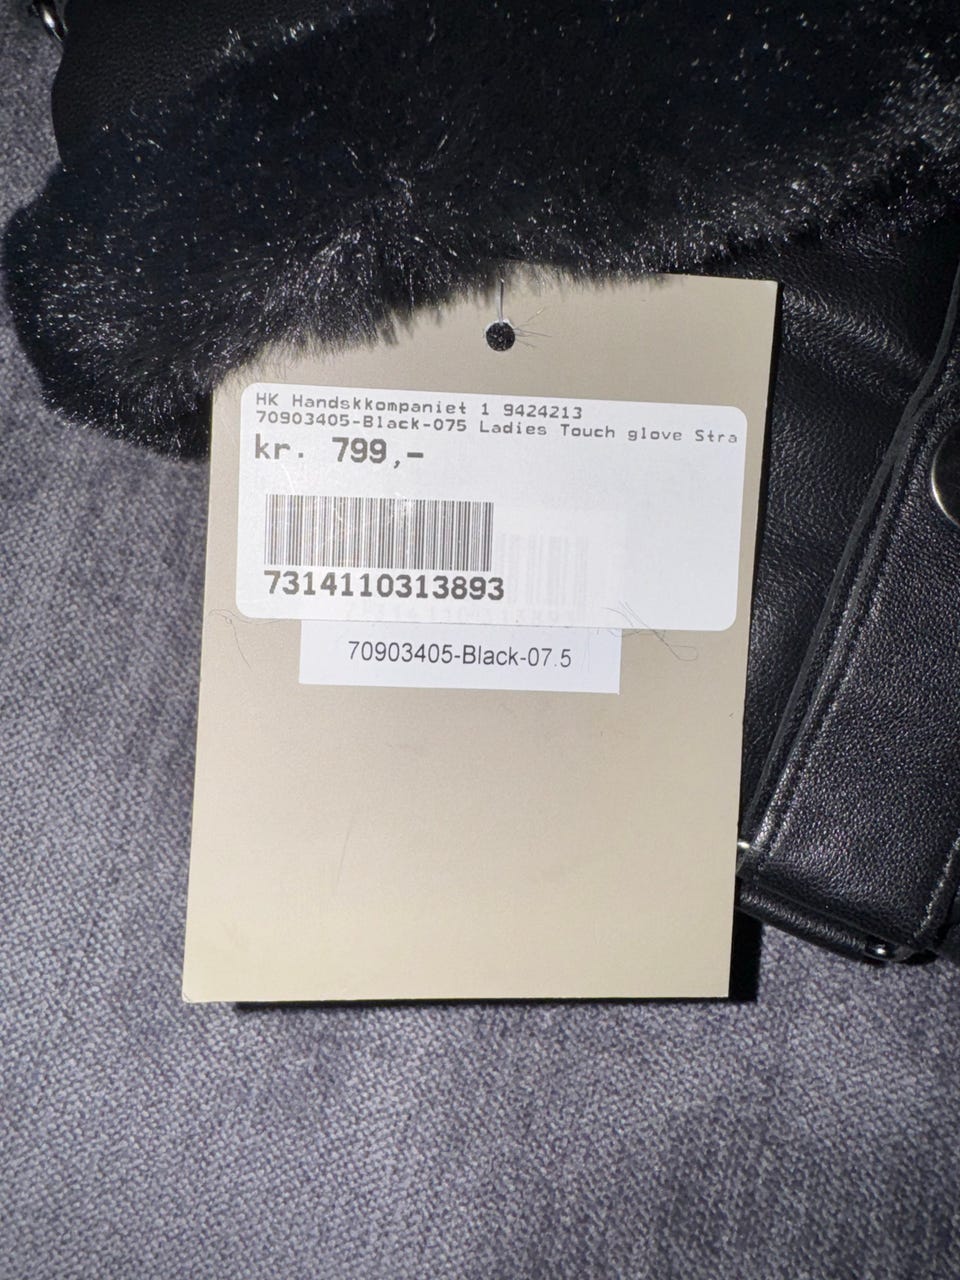 HK Handskkompaniet 1 9424213
70903405-Black-075 Ladies Touch glove Stra
kr. 799,-
7314110313893
70903405-Black-07.5